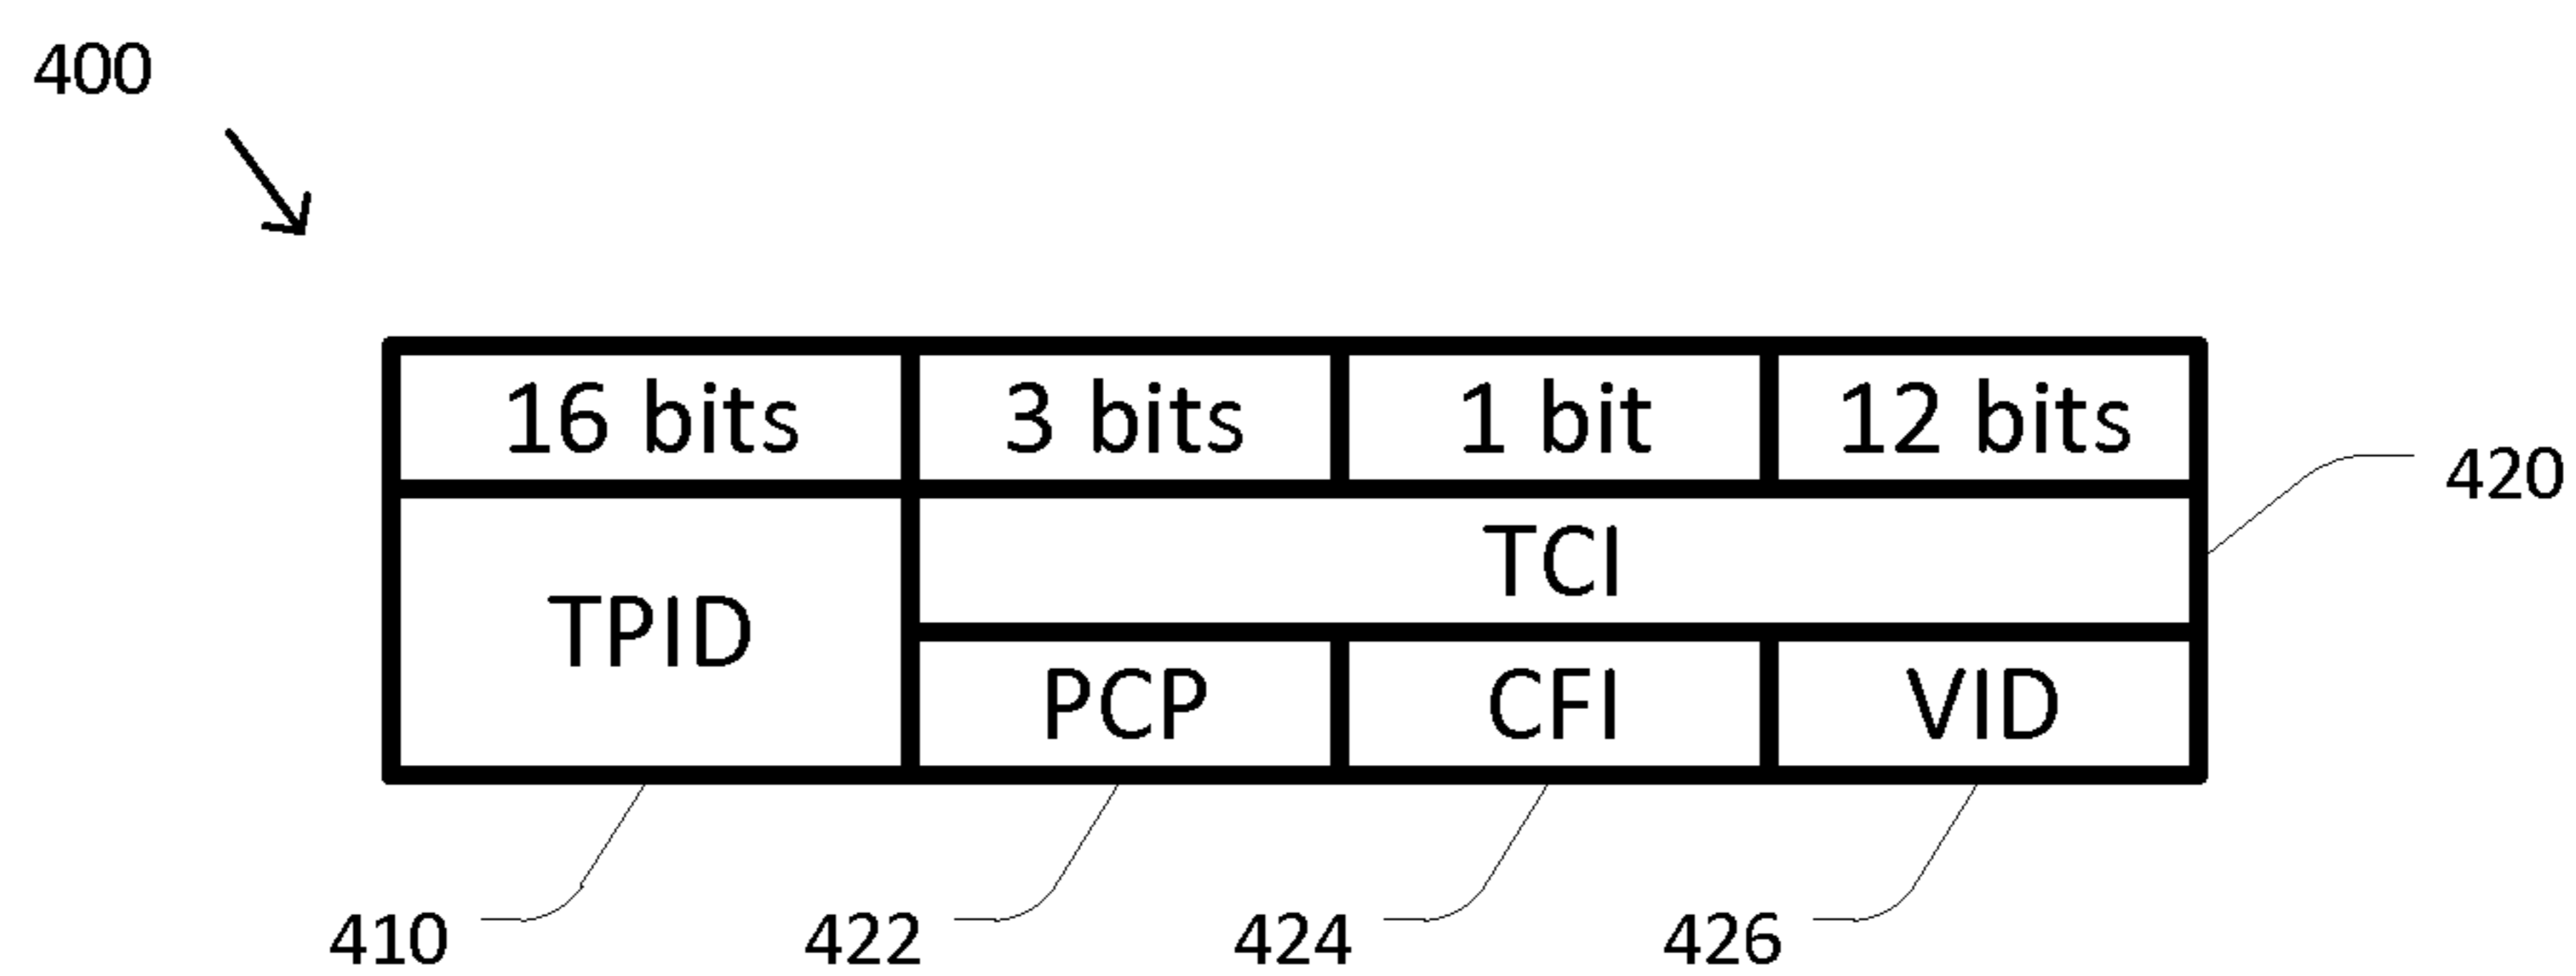 400
16 bits 3 bits 1 bit 12 bits
420
TCI
TPID
PCP CFI VID
410 422 424 426